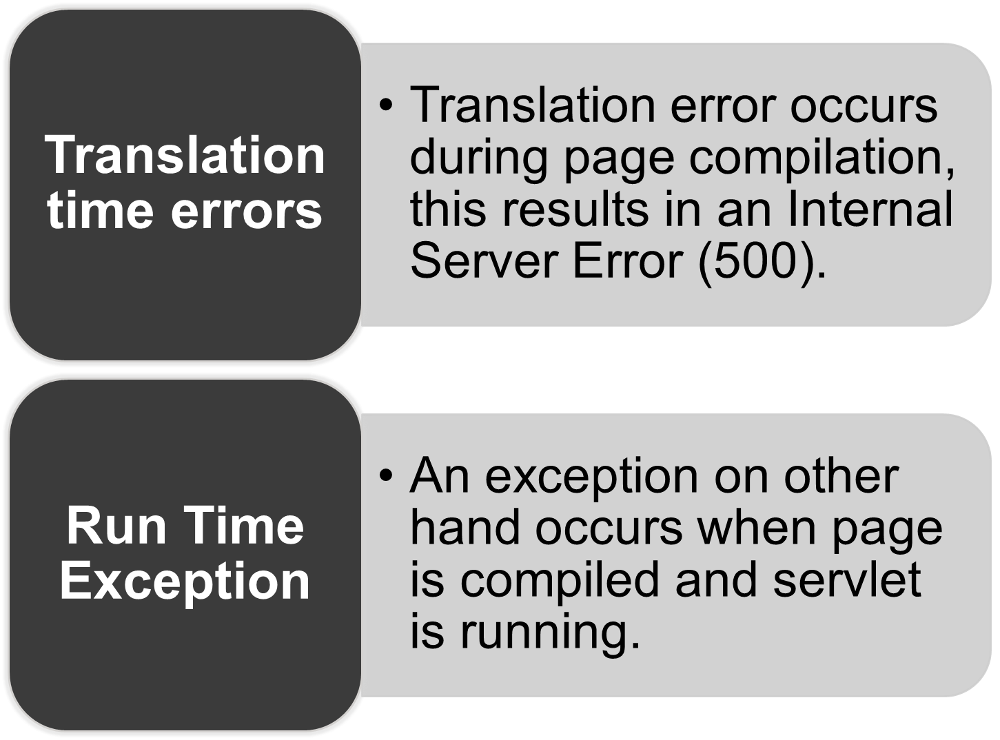 Translation
time errors
• Translation error occurs
during page compilation,
this results in an Internal
Server Error (500).
Run Time
Exception
• An exception on other
hand occurs when page
is compiled and servlet
is running.